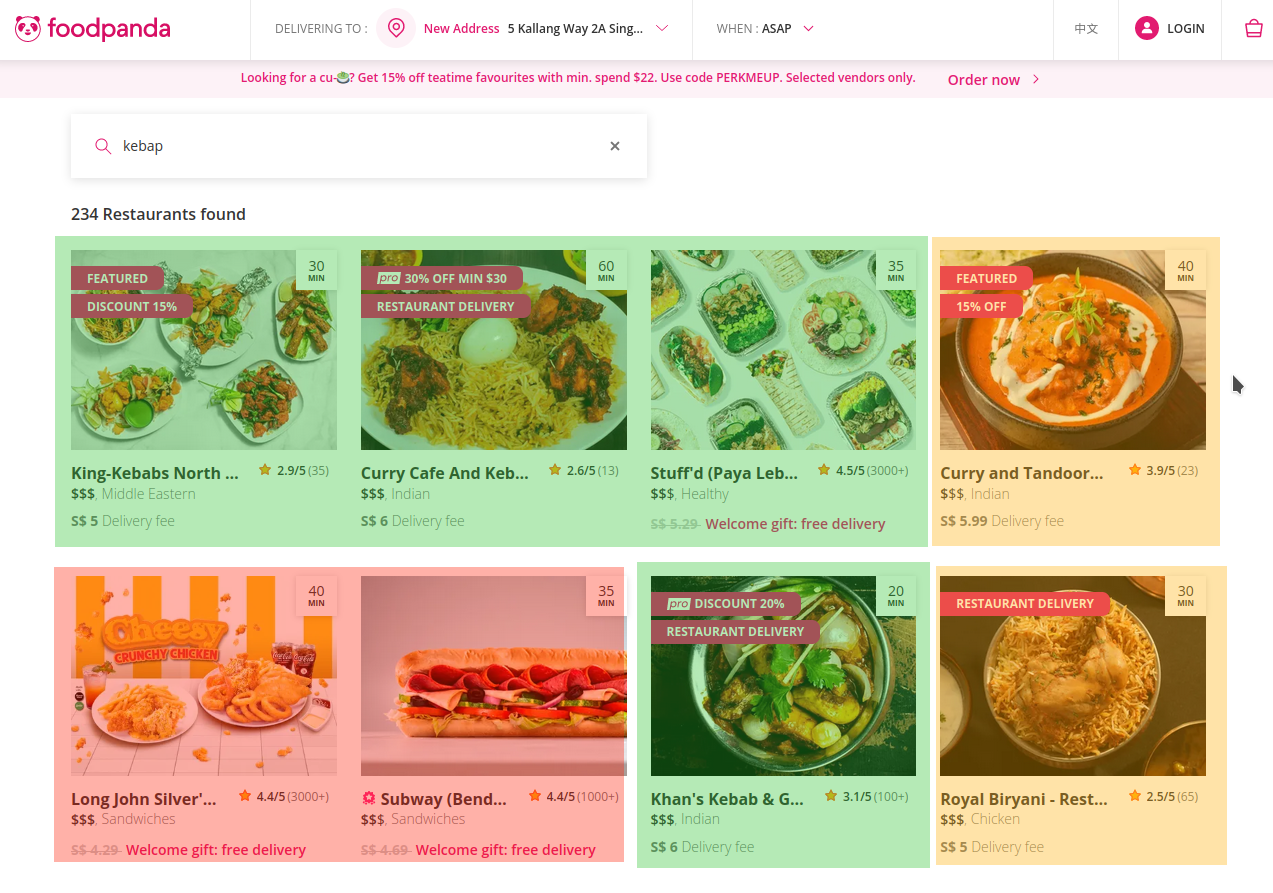 foodpanda
DELIVERING TO : New Address 5 Kallang Way 2A Sing...
WHEN : ASAP
中文
LOGIN
Looking for a cu-🍵? Get 15% off teatime favourites with min. spend $22. Use code PERKMEUP. Selected vendors only.
Order now
kebap
234 Restaurants found
FEATURED
DISCOUNT 15%
30
MIN
King-Kebabs North ... 2.9/5 (35)
$$$, Middle Eastern
S$ 5 Delivery fee
pro 30% OFF MIN $30
RESTAURANT DELIVERY
60
MIN
Curry Cafe And Keb... 2.6/5 (13)
$$$, Indian
S$ 6 Delivery fee
35
MIN
Stuff'd (Paya Leb... 4.5/5 (3000+)
$$$, Healthy
S$ 5.29 Welcome gift: free delivery
FEATURED
15% OFF
40
MIN
Curry and Tandoor... 3.9/5 (23)
$$$, Indian
S$ 5.99 Delivery fee
40
MIN
Cheesy
CRUNCHY CHICKEN
Long John Silver'... 4.4/5 (3000+)
$$$, Sandwiches
S$ 4.29 Welcome gift: free delivery
35
MIN
Subway (Bend... 4.4/5 (1000+)
$$$, Sandwiches
S$ 4.69 Welcome gift: free delivery
pro DISCOUNT 20%
RESTAURANT DELIVERY
20
MIN
Khan's Kebab & G... 3.1/5 (100+)
$$$, Indian
S$ 6 Delivery fee
RESTAURANT DELIVERY
30
MIN
Royal Biryani - Rest... 2.5/5 (65)
$$$, Chicken
S$ 5 Delivery fee